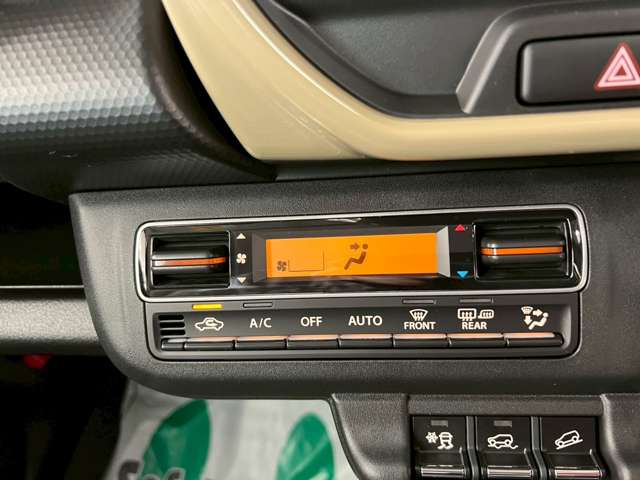 A/C OFF AUTO FRONT REAR